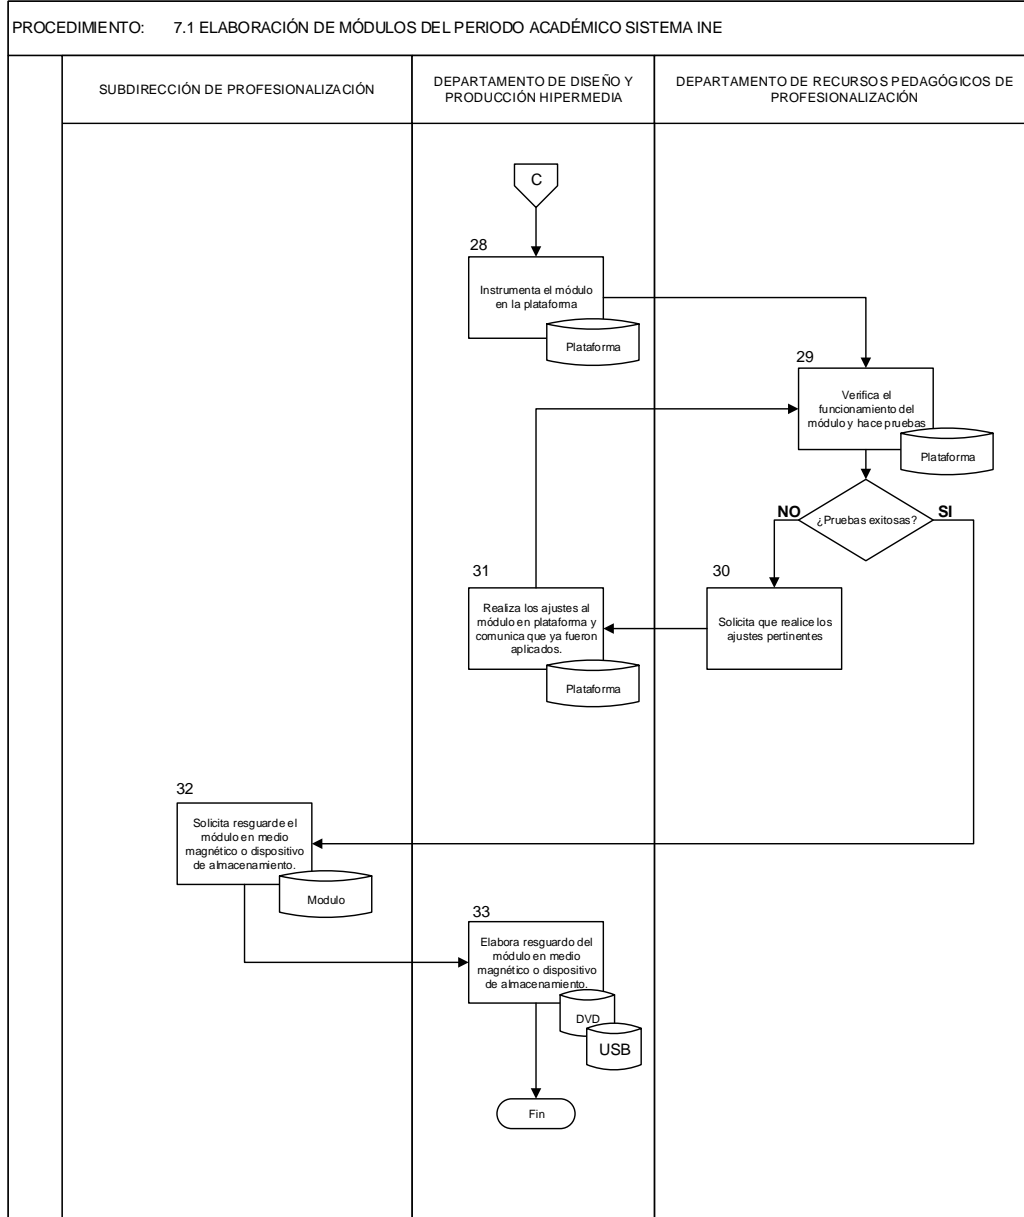 PROCEDIMIENTO: 7.1 ELABORACIÓN DE MÓDULOS DEL PERIODO ACADÉMICO SISTEMA INE
SUBDIRECCIÓN DE PROFESIONALIZACIÓN
DEPARTAMENTO DE DISEÑO Y
PRODUCCIÓN HIPERMEDIA
DEPARTAMENTO DE RECURSOS PEDAGÓGICOS DE
PROFESIONALIZACIÓN
C
28
Instrumenta el módulo
en la plataforma
Plataforma
29
Verifica el
funcionamiento del
módulo y hace pruebas
Plataforma
¿Pruebas exitosas?
NO
SI
30
Solicita que realice los
ajustes pertinentes
31
Realiza los ajustes al
módulo en plataforma y
comunica que ya fueron
aplicados.
Plataforma
32
Solicita resguarde el
módulo en medio
magnético o dispositivo
de almacenamiento.
Modulo
33
Elabora resguardo del
módulo en medio
magnético o dispositivo
de almacenamiento.
DVD
USB
Fin